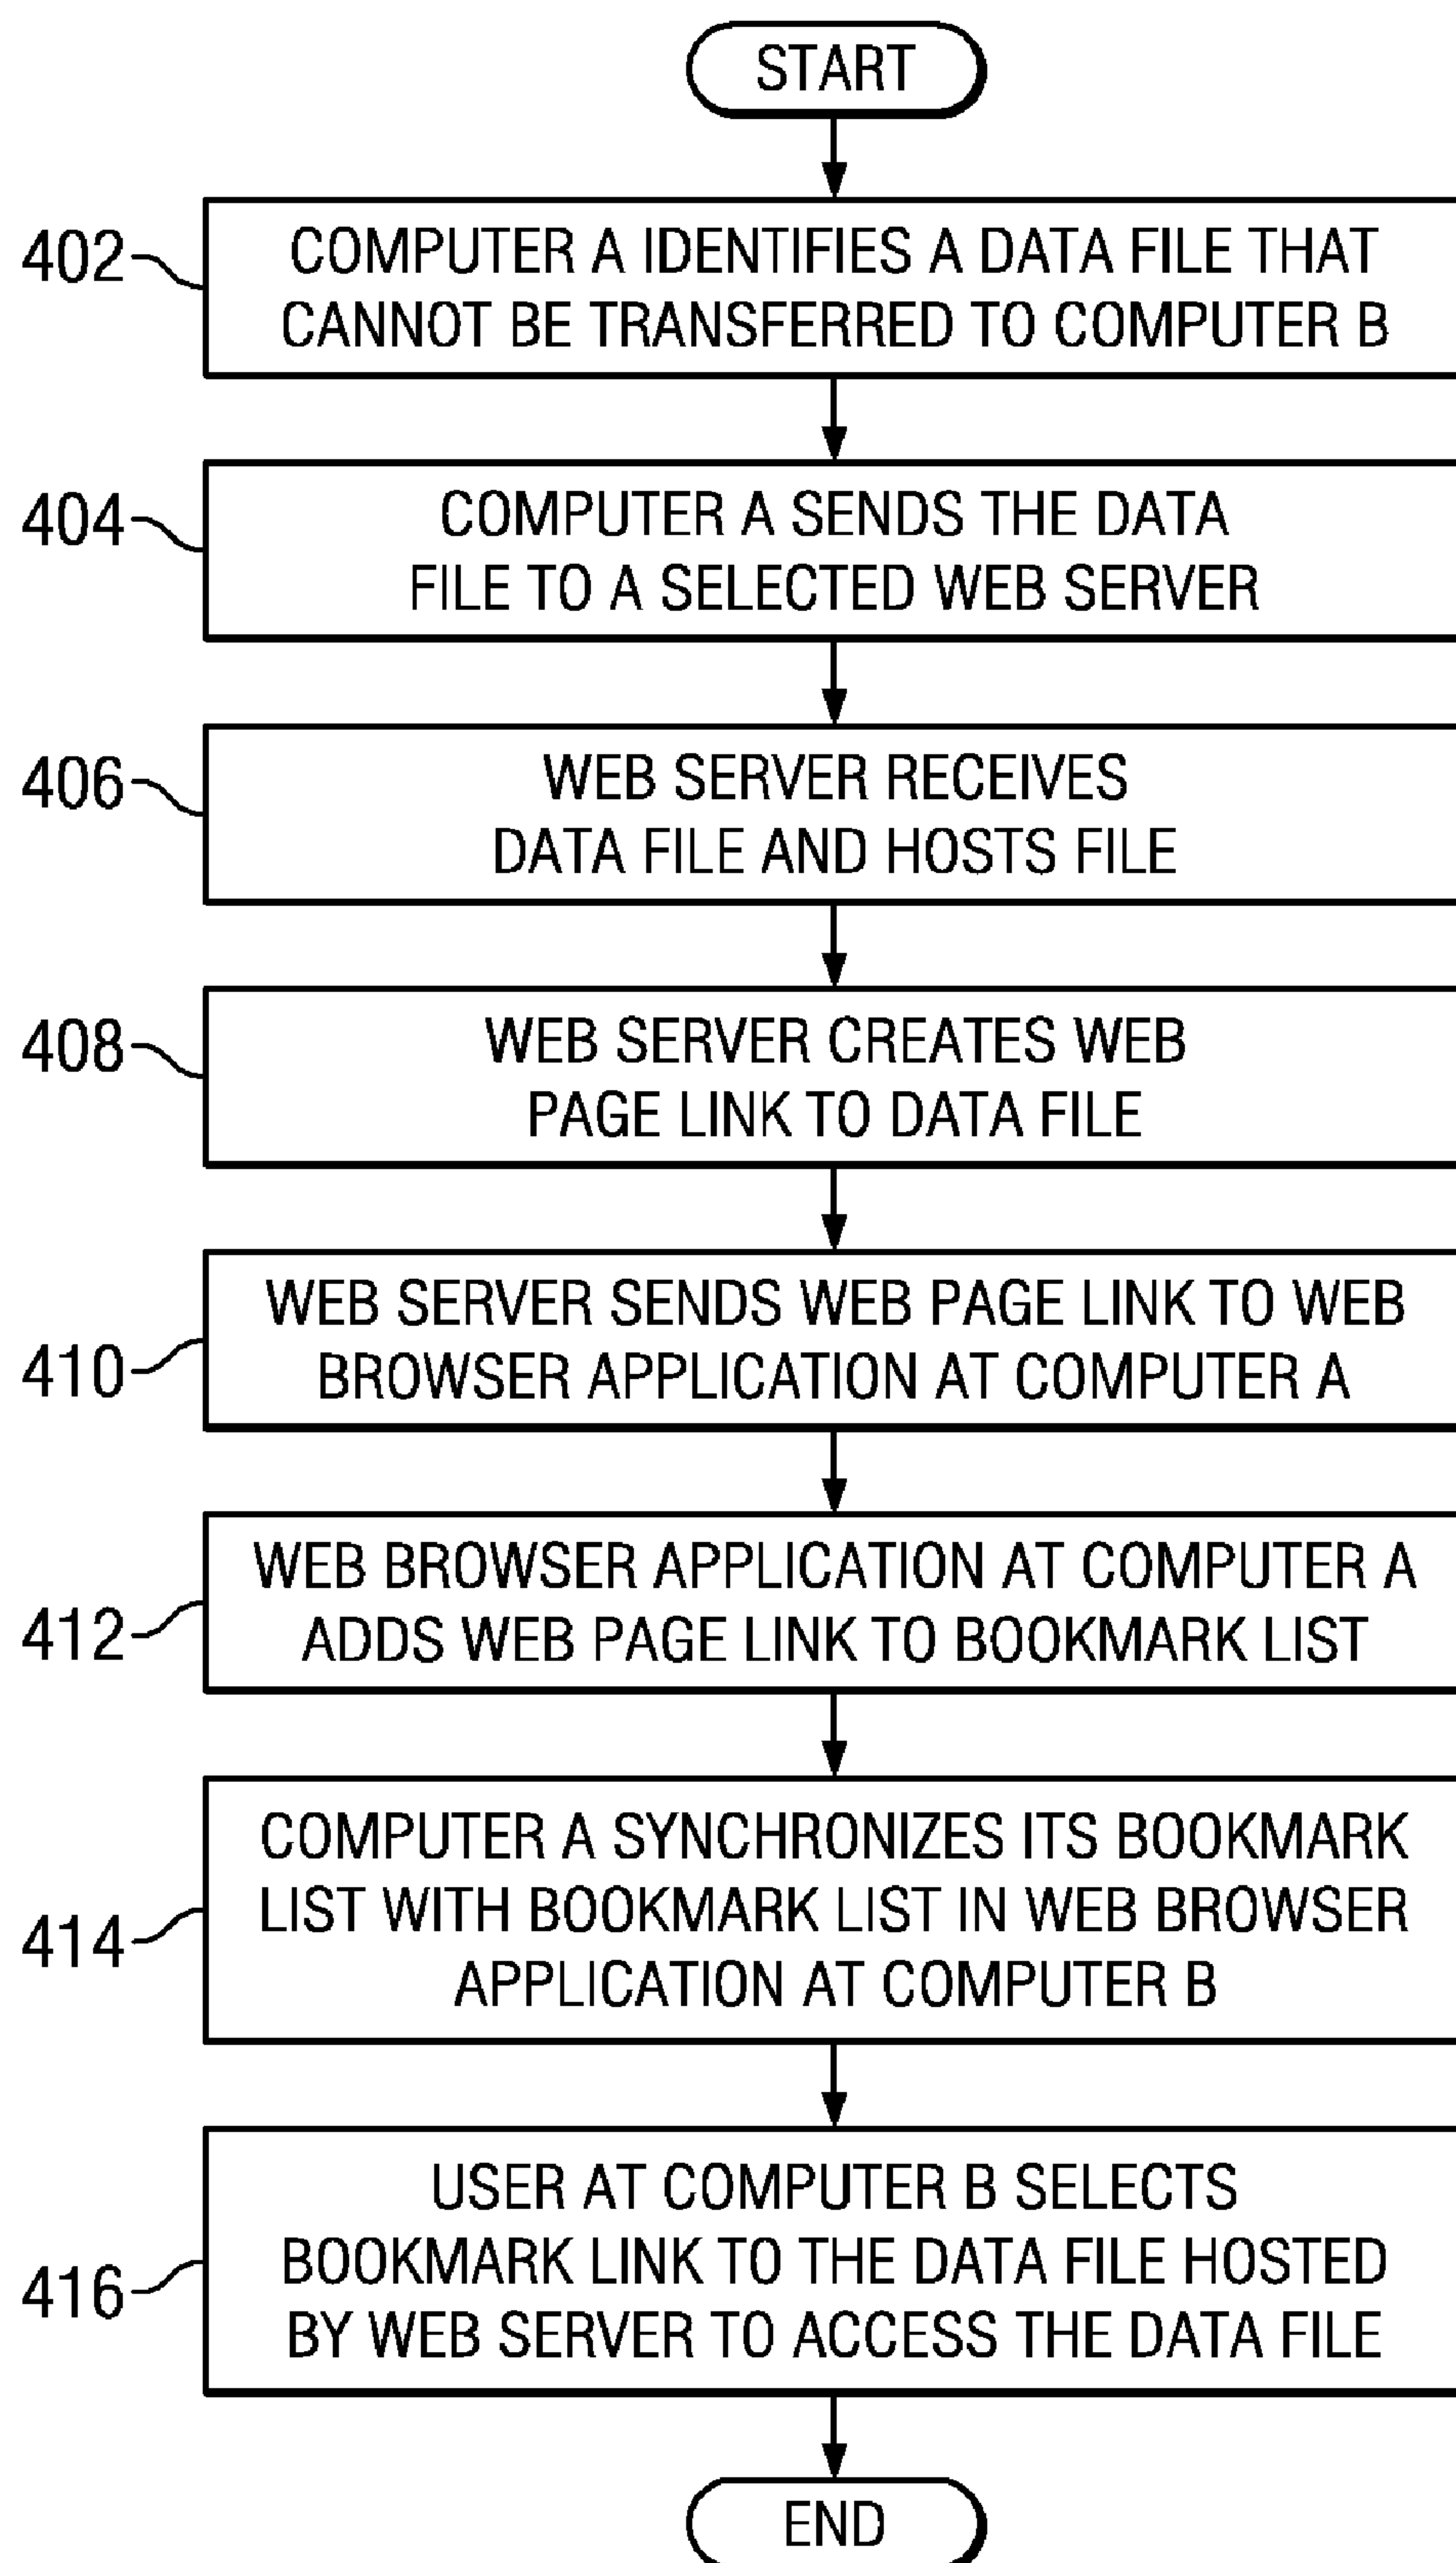 START
402
COMPUTER A IDENTIFIES A DATA FILE THAT
CANNOT BE TRANSFERRED TO COMPUTER B
404
COMPUTER A SENDS THE DATA
FILE TO A SELECTED WEB SERVER
406
WEB SERVER RECEIVES
DATA FILE AND HOSTS FILE
408
WEB SERVER CREATES WEB
PAGE LINK TO DATA FILE
410
WEB SERVER SENDS WEB PAGE LINK TO WEB
BROWSER APPLICATION AT COMPUTER A
412
WEB BROWSER APPLICATION AT COMPUTER A
ADDS WEB PAGE LINK TO BOOKMARK LIST
414
COMPUTER A SYNCHRONIZES ITS BOOKMARK
LIST WITH BOOKMARK LIST IN WEB BROWSER
APPLICATION AT COMPUTER B
416
USER AT COMPUTER B SELECTS
BOOKMARK LINK TO THE DATA FILE HOSTED
BY WEB SERVER TO ACCESS THE DATA FILE
END